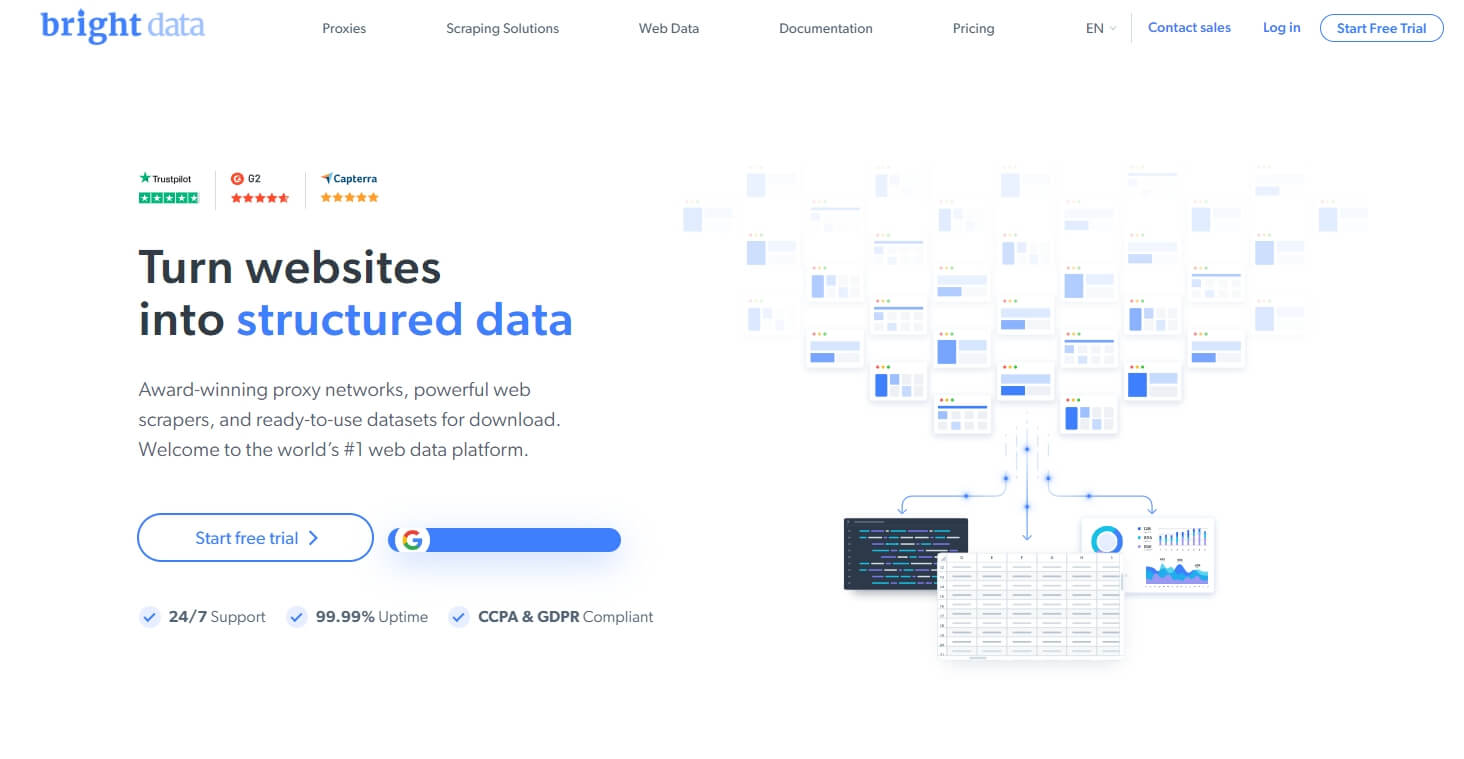 bright data
Proxies
Scraping Solutions
Web Data
Documentation
Pricing
EN
Contact sales
Log in
Start Free Trial
Trustpilot
G2
Capterra
Turn websites
into structured data
Award-winning proxy networks, powerful web
scrapers, and ready-to-use datasets for download.
Welcome to the world’s #1 web data platform.
Start free trial
24/7 Support
99.99% Uptime
CCPA & GDPR Compliant